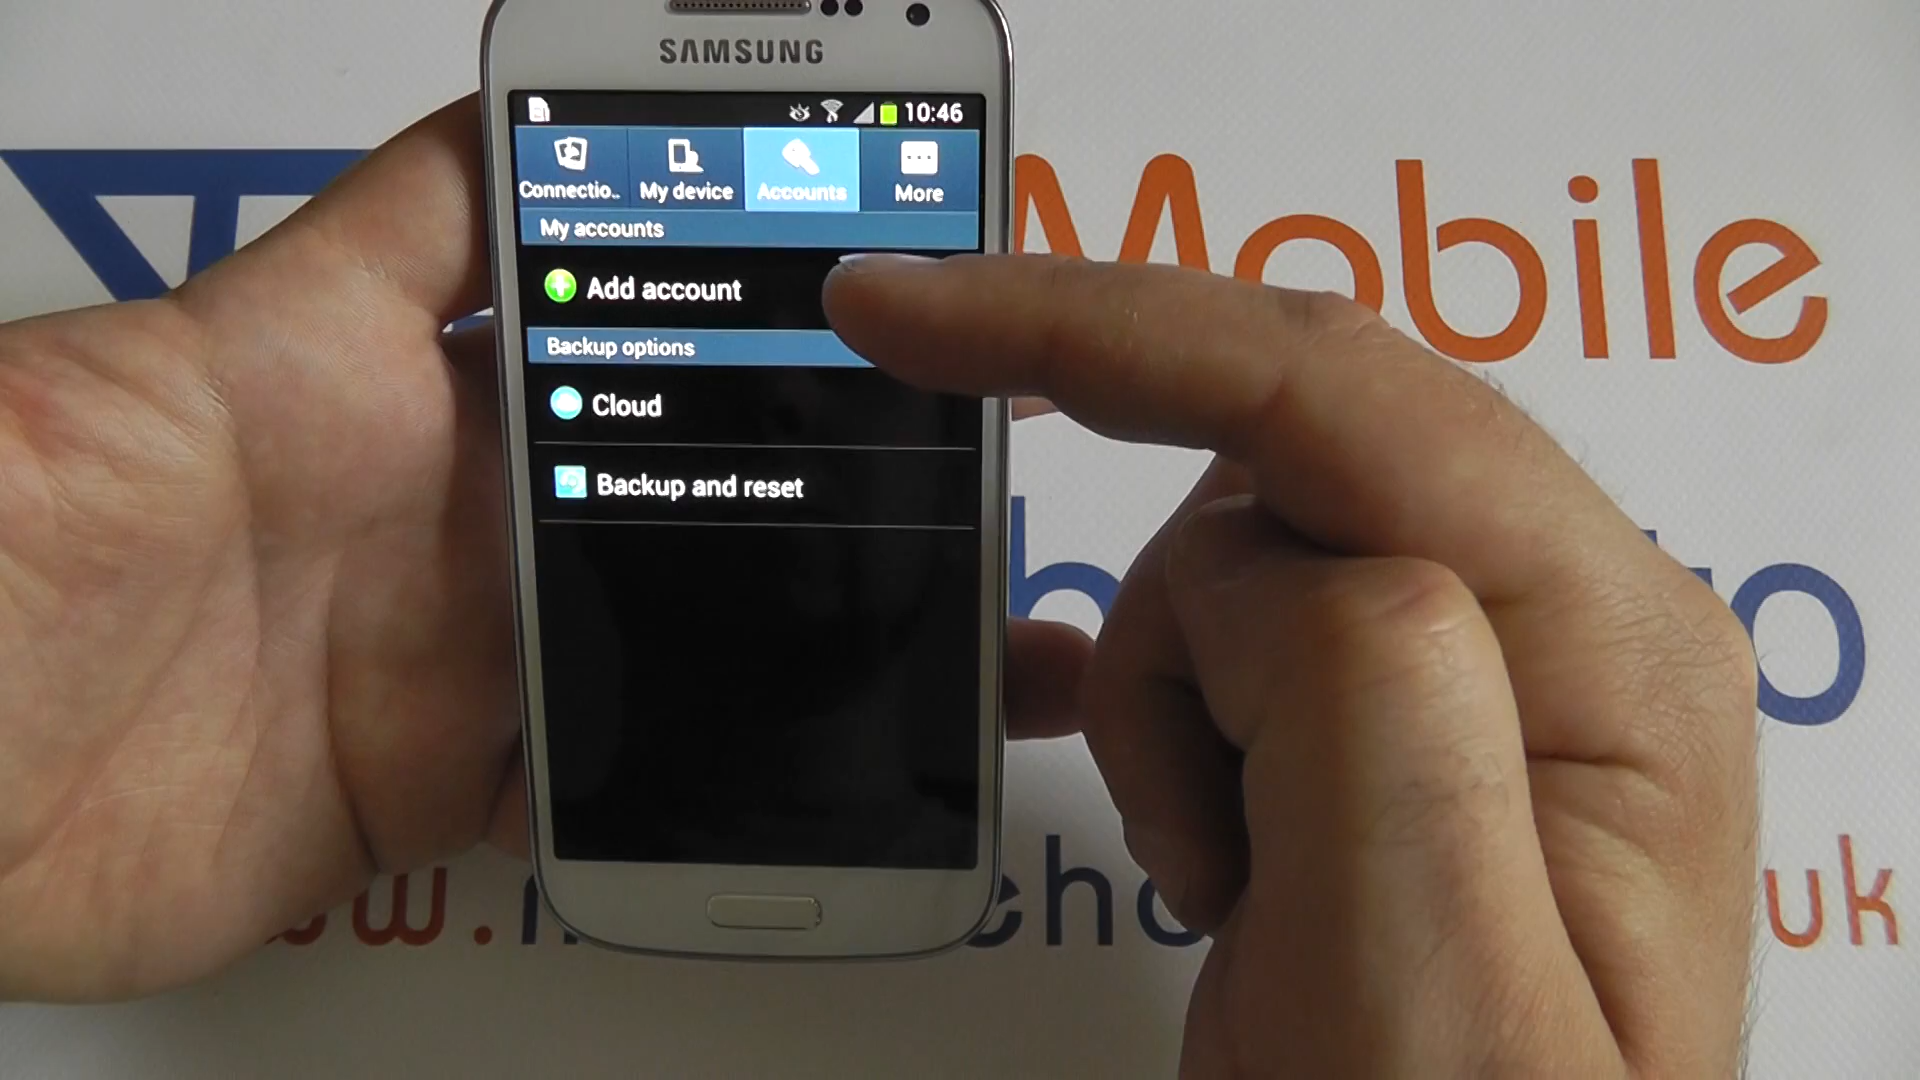 SAMSUNG
10:46
Connectio..
My device
Accounts
More
My accounts
Add account
Backup options
Cloud
Backup and reset
Mobile
uk